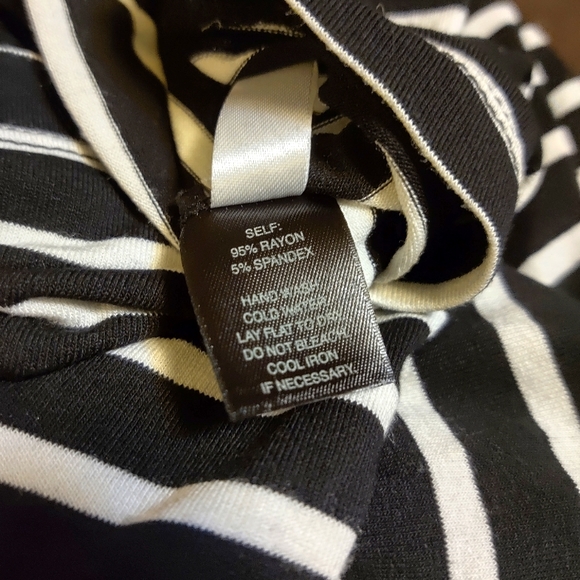 SELF:
95% RAYON
5% SPANDEX
HAND WASH
COLD WATER
LAY FLAT TO DRY
DO NOT BLEACH
COOL IRON
IF NECESSARY.